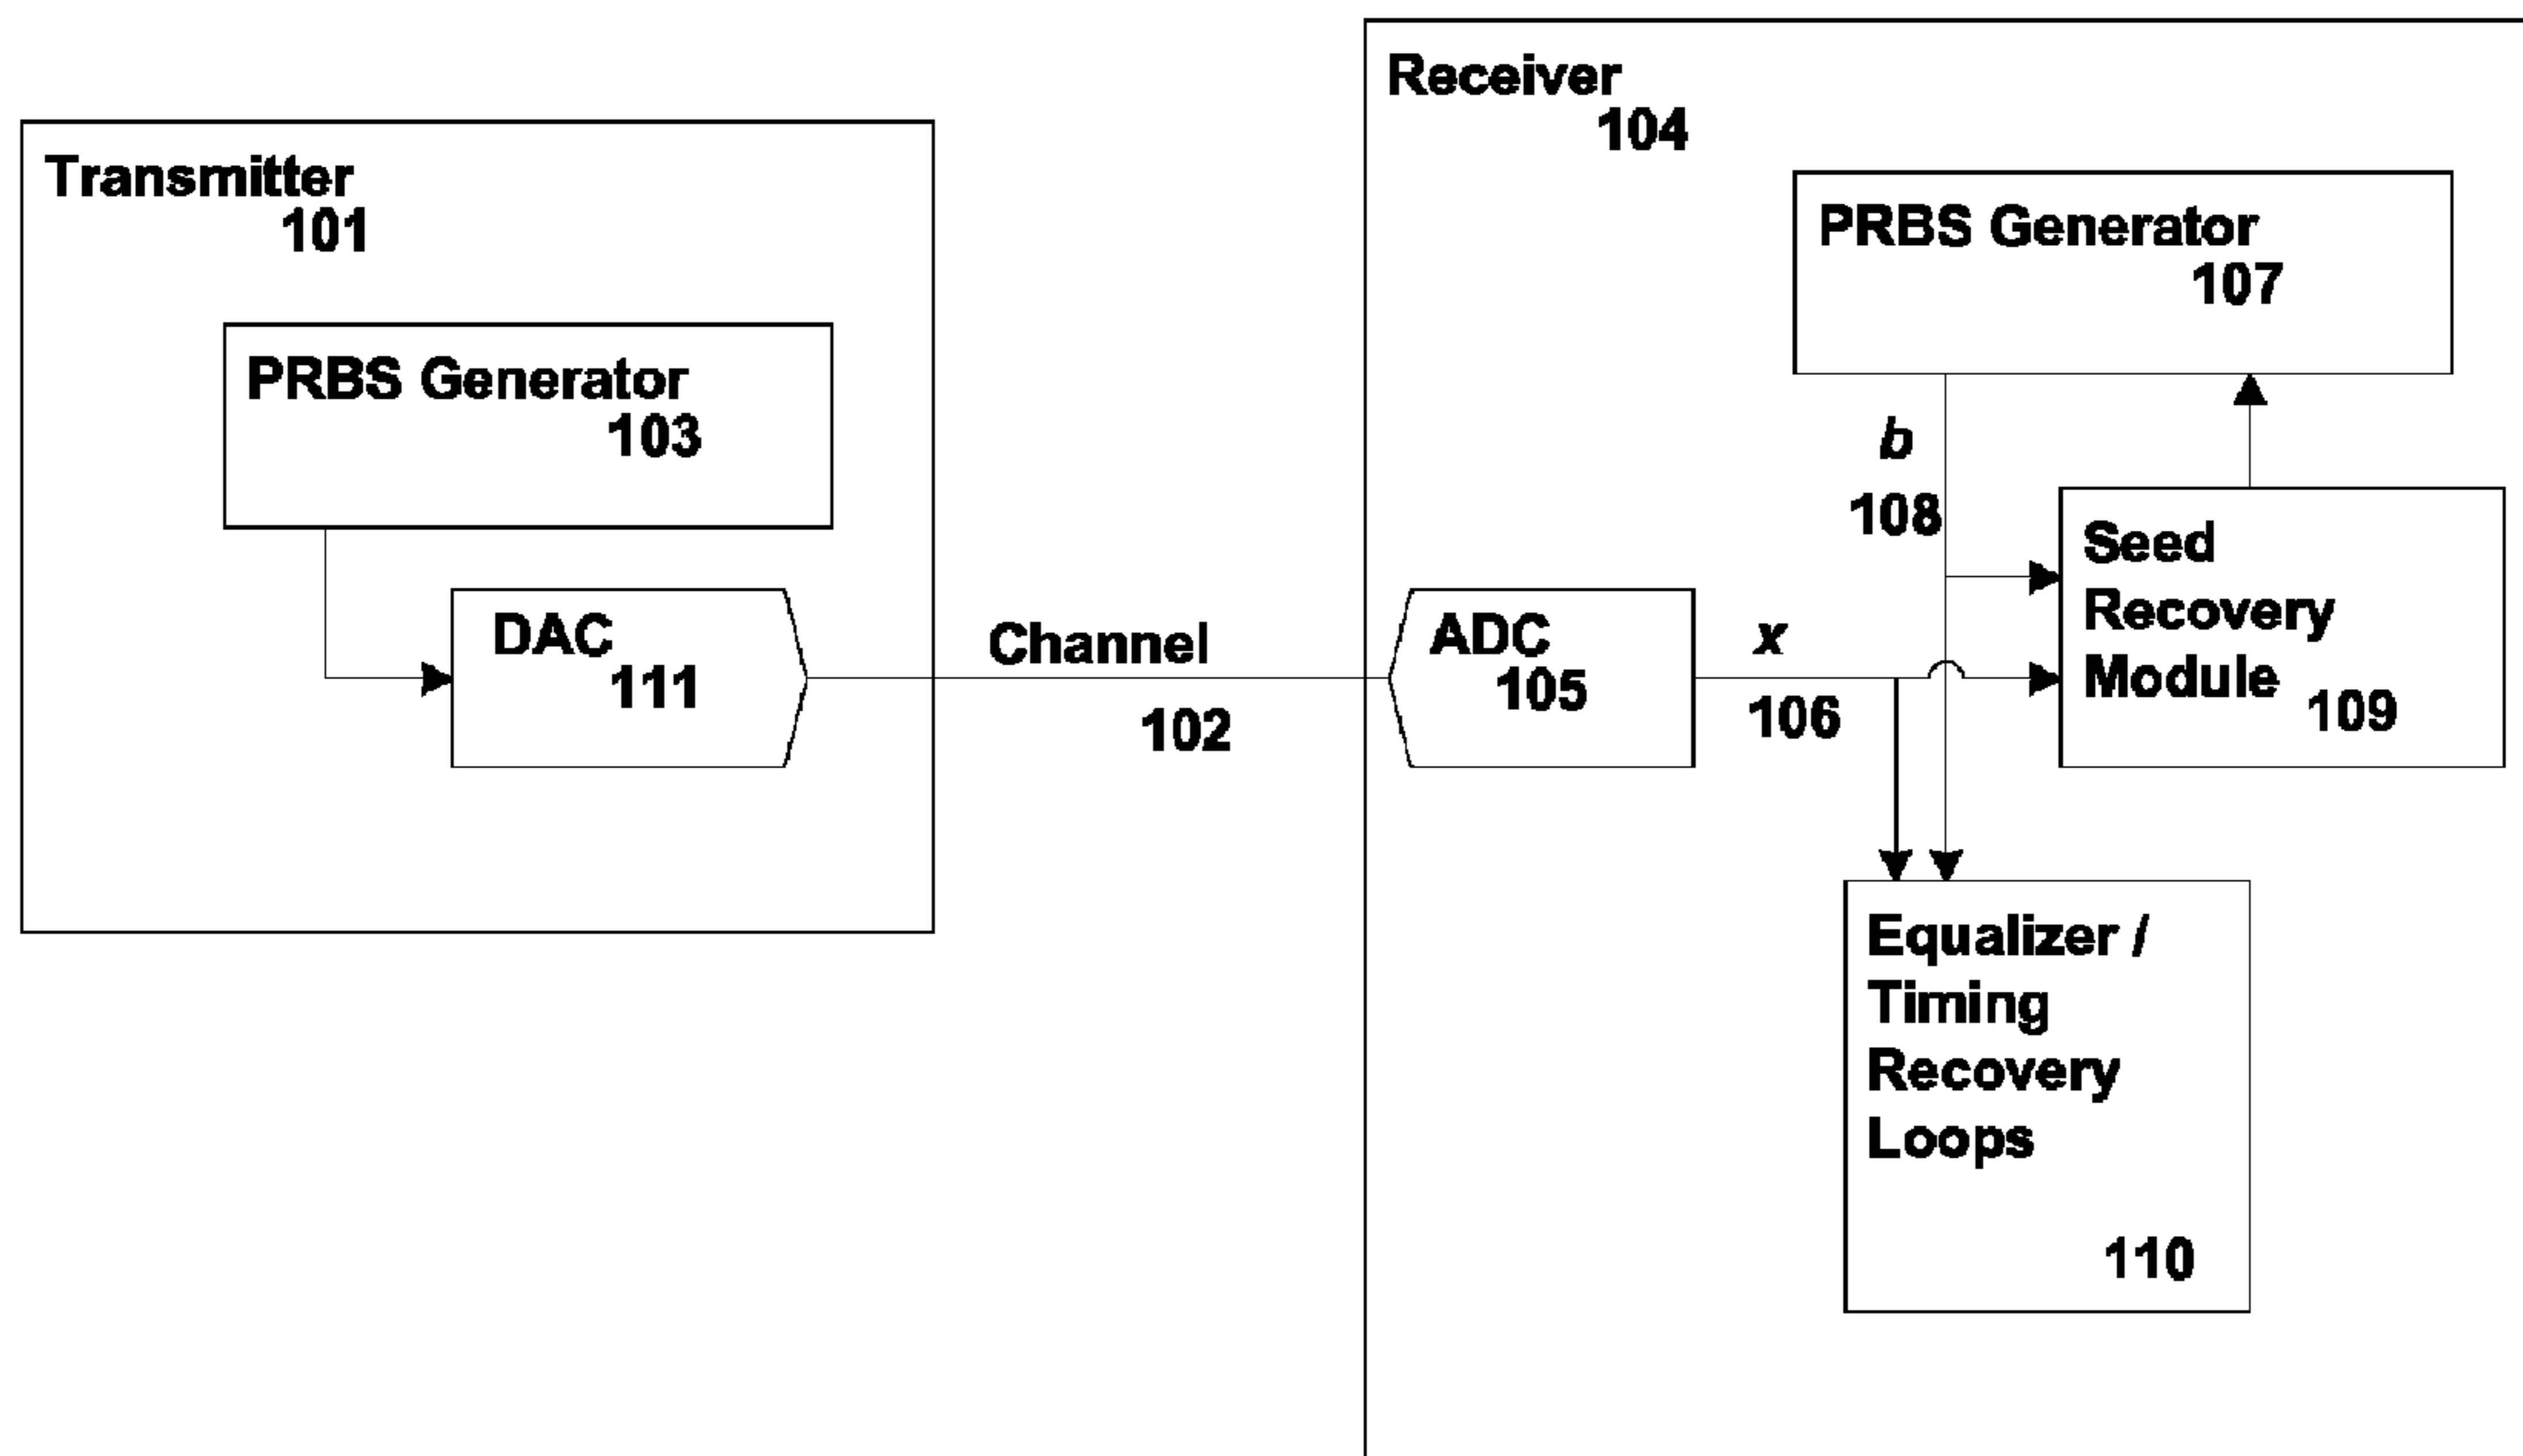 Transmitter
101
PRBS Generator
103
DAC
111
Channel
102
Receiver
104
PRBS Generator
107
b
108
Seed
Recovery
Module 109
ADC
105
x
106
Equalizer /
Timing
Recovery
Loops
110